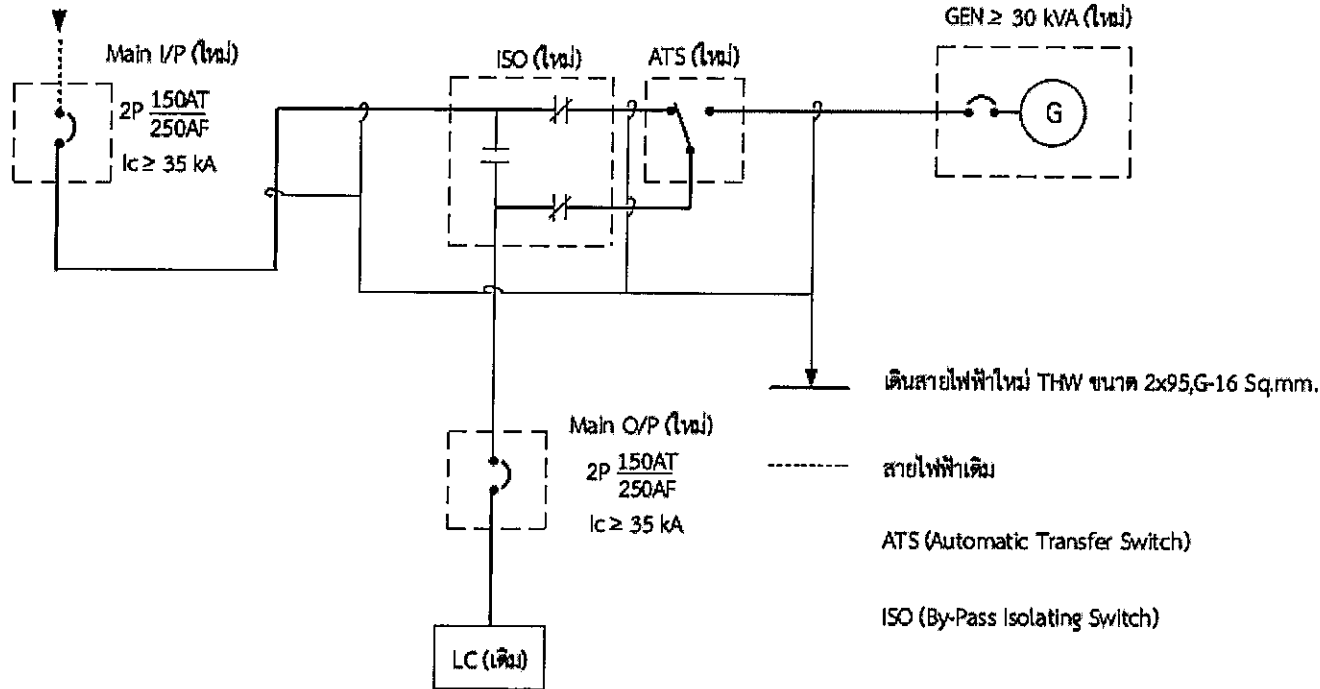 GEN ≥ 30 kVA (ใหม่)
Main I/P (ใหม่)
ISO (ใหม่)
ATS (ใหม่)
2P 150AT
250AF
Ic ≥ 35 kA
G
Main O/P (ใหม่)
2P 150AT
250AF
Ic ≥ 35 kA
LC (เดิม)
เดินสายไฟฟ้าใหม่ THW ขนาด 2x95,G-16 Sq.mm.
สายไฟฟ้าเดิม
ATS (Automatic Transfer Switch)
ISO (By-Pass Isolating Switch)